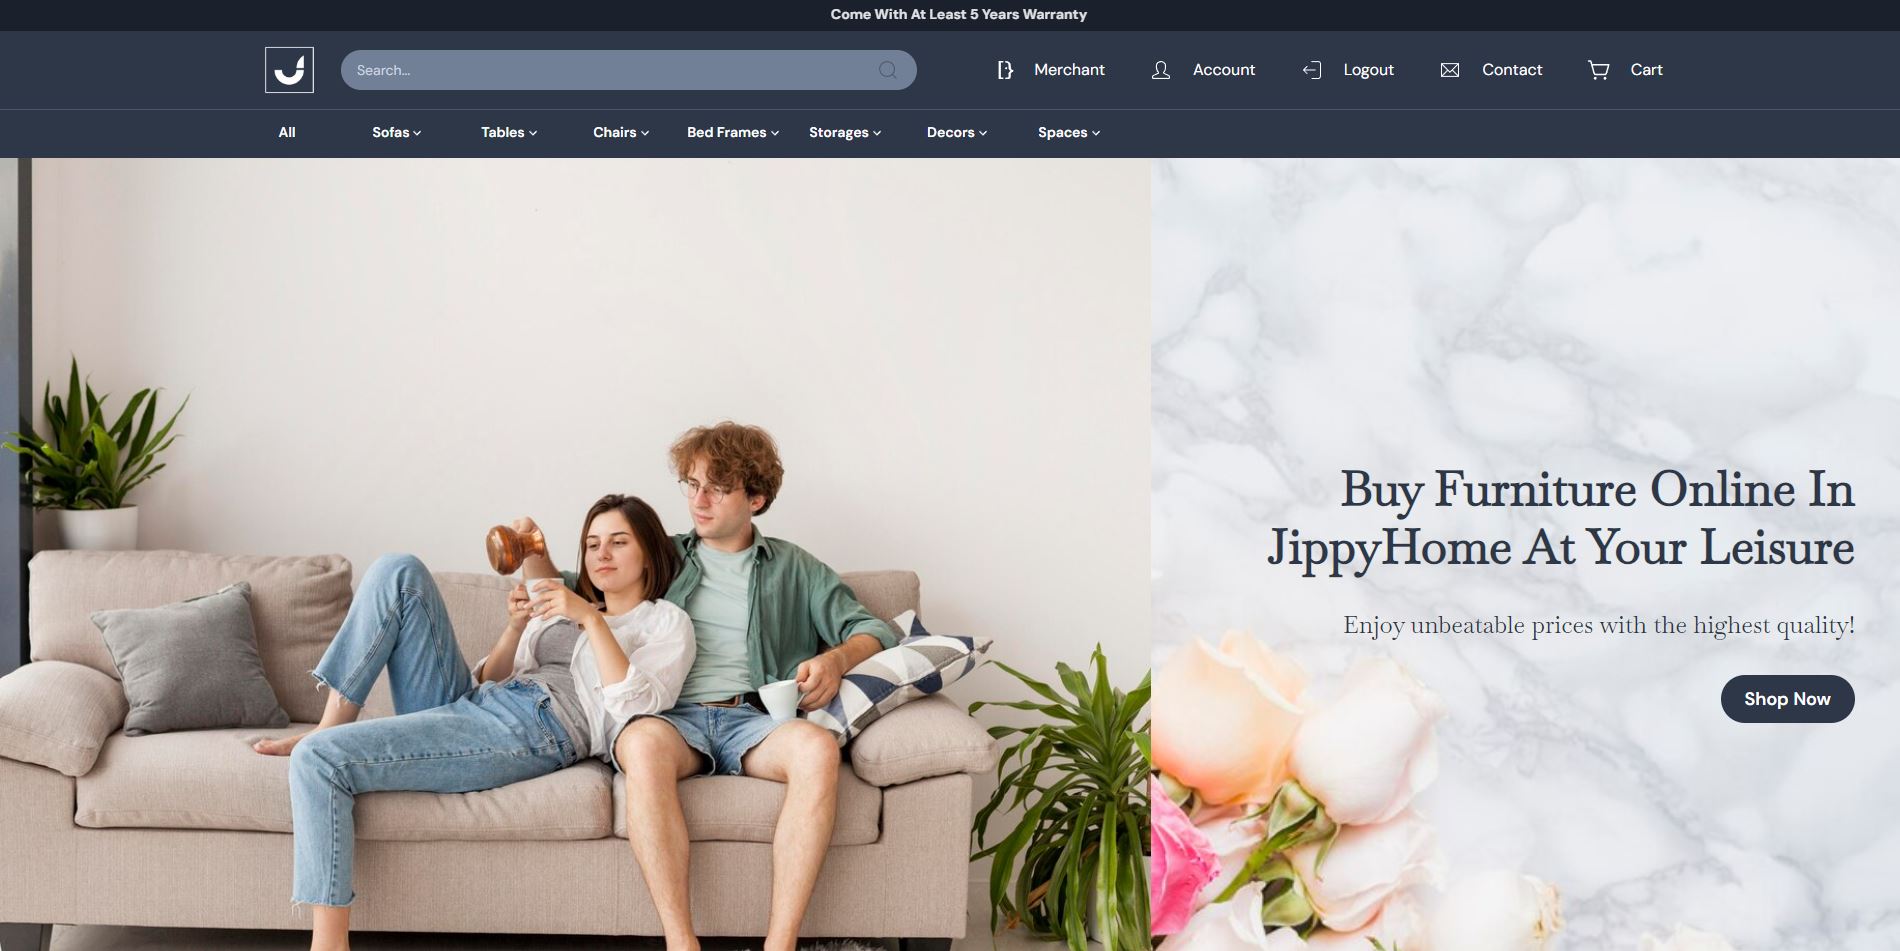 Come With At Least 5 Years Warranty
Search...
Merchant
Account
Logout
Contact
Cart
All
Sofas
Tables
Chairs
Bed Frames
Storages
Decors
Spaces
Buy Furniture Online In
JippyHome At Your Leisure
Enjoy unbeatable prices with the highest quality!
Shop Now